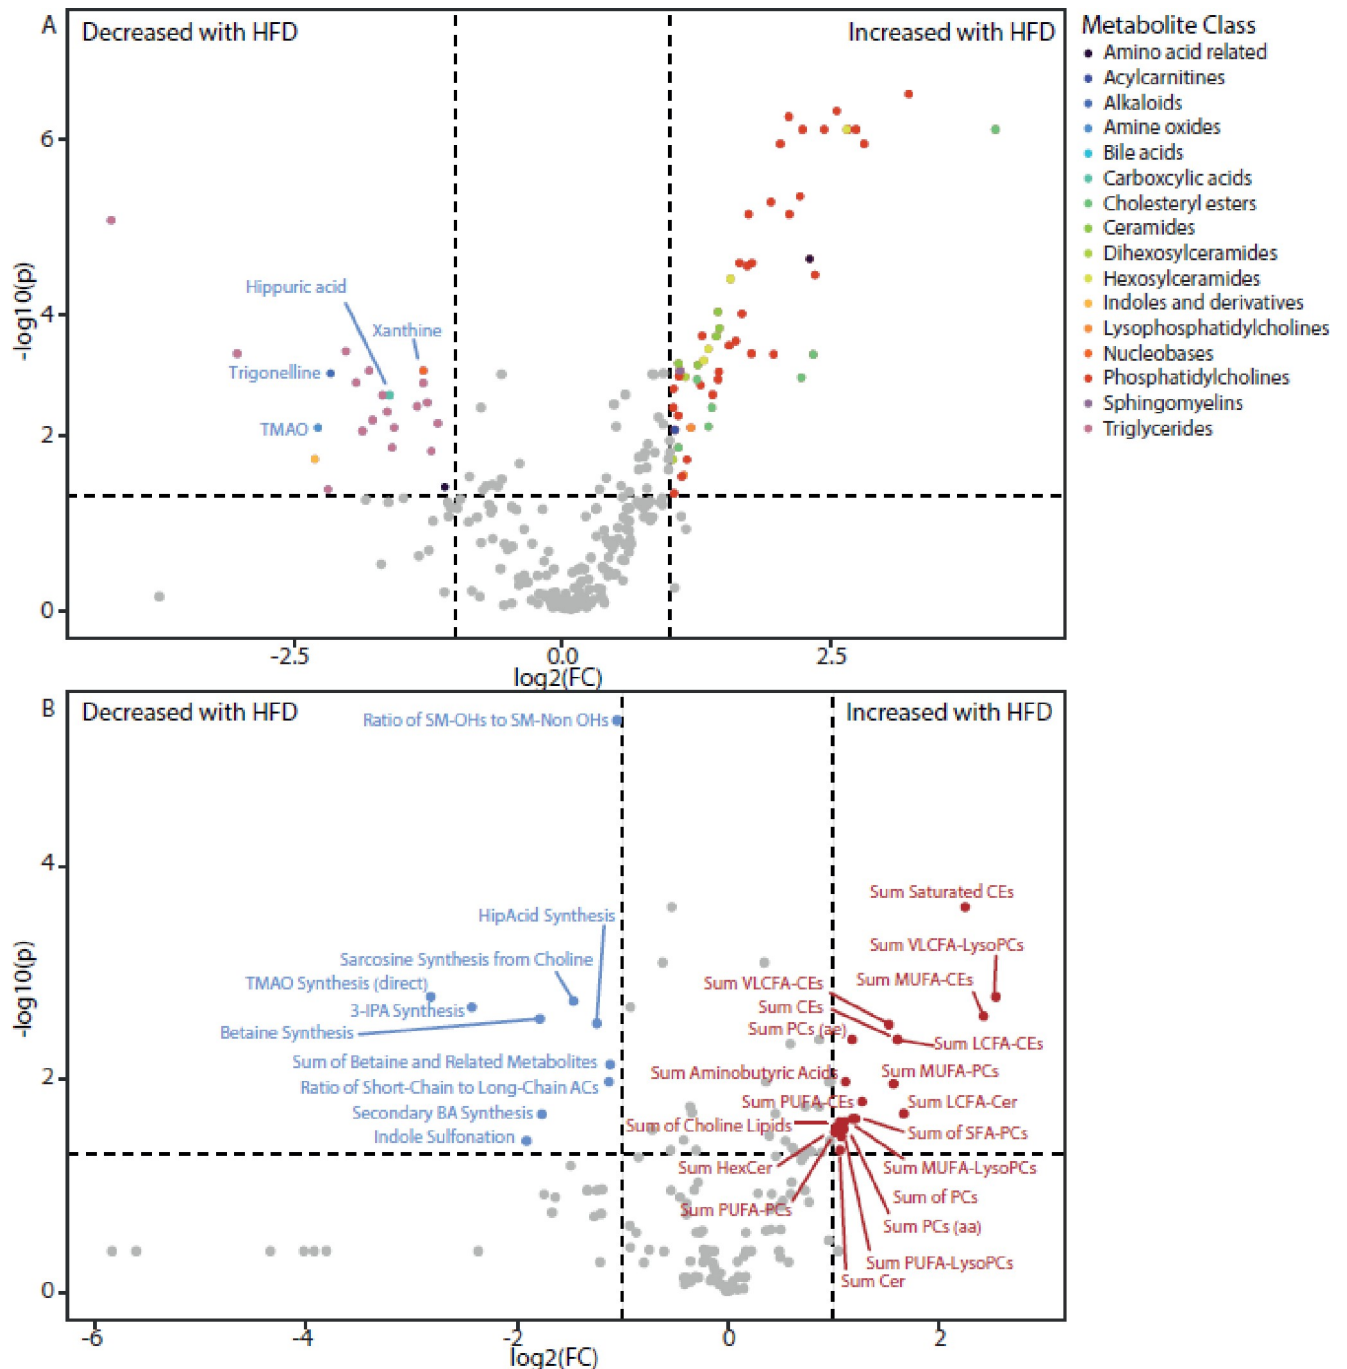 A
Decreased with HFD
Increased with HFD
Metabolite Class
Amino acid related
Acylcarnitines
Alkaloids
Amine oxides
Bile acids
Carboxcylic acids
Cholesteryl esters
Ceramides
Dihexosylceramides
Hexosylceramides
Indoles and derivatives
Lysophosphatidylcholines
Nucleobases
Phosphatidylcholines
Sphingomyelins
Triglycerides
6
4
2
0
-log10(p)
Hippuric acid
Xanthine
Trigonelline
TMAO
-2.5
0.0
2.5
log2(FC)
B
Decreased with HFD
Increased with HFD
Ratio of SM-OHs to SM-Non OHs
4
2
0
-log10(p)
HipAcid Synthesis
Sarcosine Synthesis from Choline
TMAO Synthesis (direct)
3-IPA Synthesis
Betaine Synthesis
Sum of Betaine and Related Metabolites
Ratio of Short-Chain to Long-Chain ACs
Secondary BA Synthesis
Indole Sulfonation
Sum Saturated CEs
Sum VLCFA-LysoPCs
Sum MUFA-CEs
Sum VLCFA-CEs
Sum CEs
Sum PCs (ae)
Sum LCFA-CEs
Sum Aminobutyric Acids
Sum MUFA-PCs
Sum PUFA-CEs
Sum LCFA-Cer
Sum of Choline Lipids
Sum of SFA-PCs
Sum HexCer
Sum MUFA-LysoPCs
Sum PUFA-PCs
Sum of PCs
Sum PCs (aa)
Sum PUFA-LysoPCs
Sum Cer
-6
-4
-2
0
2
log2(FC)